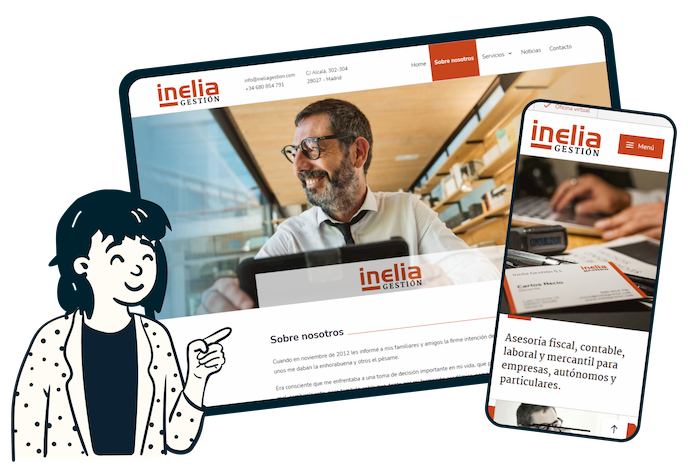 inelia
GESTIÓN
info@ineliagestion.com
+34 680 854 791
C/ Alcalá, 302-304
28027 - Madrid
Home
Sobre nosotros
Servicios
Noticias
Contacto
inelia
GESTIÓN
Sobre nosotros
Cuando en noviembre de 2012 les informé a mis familiares y amigos la firme intención de
unos me daban la enhorabuena y otros el pésame.
Era consciente que me enfrentaba a una toma de decisión importante en mi vida, que
Oficina virtual
inelia
GESTIÓN
Menú
inelia
Carlos Recio
Asesoría fiscal, contable,
laboral y mercantil para
empresas, autónomos y
particulares.